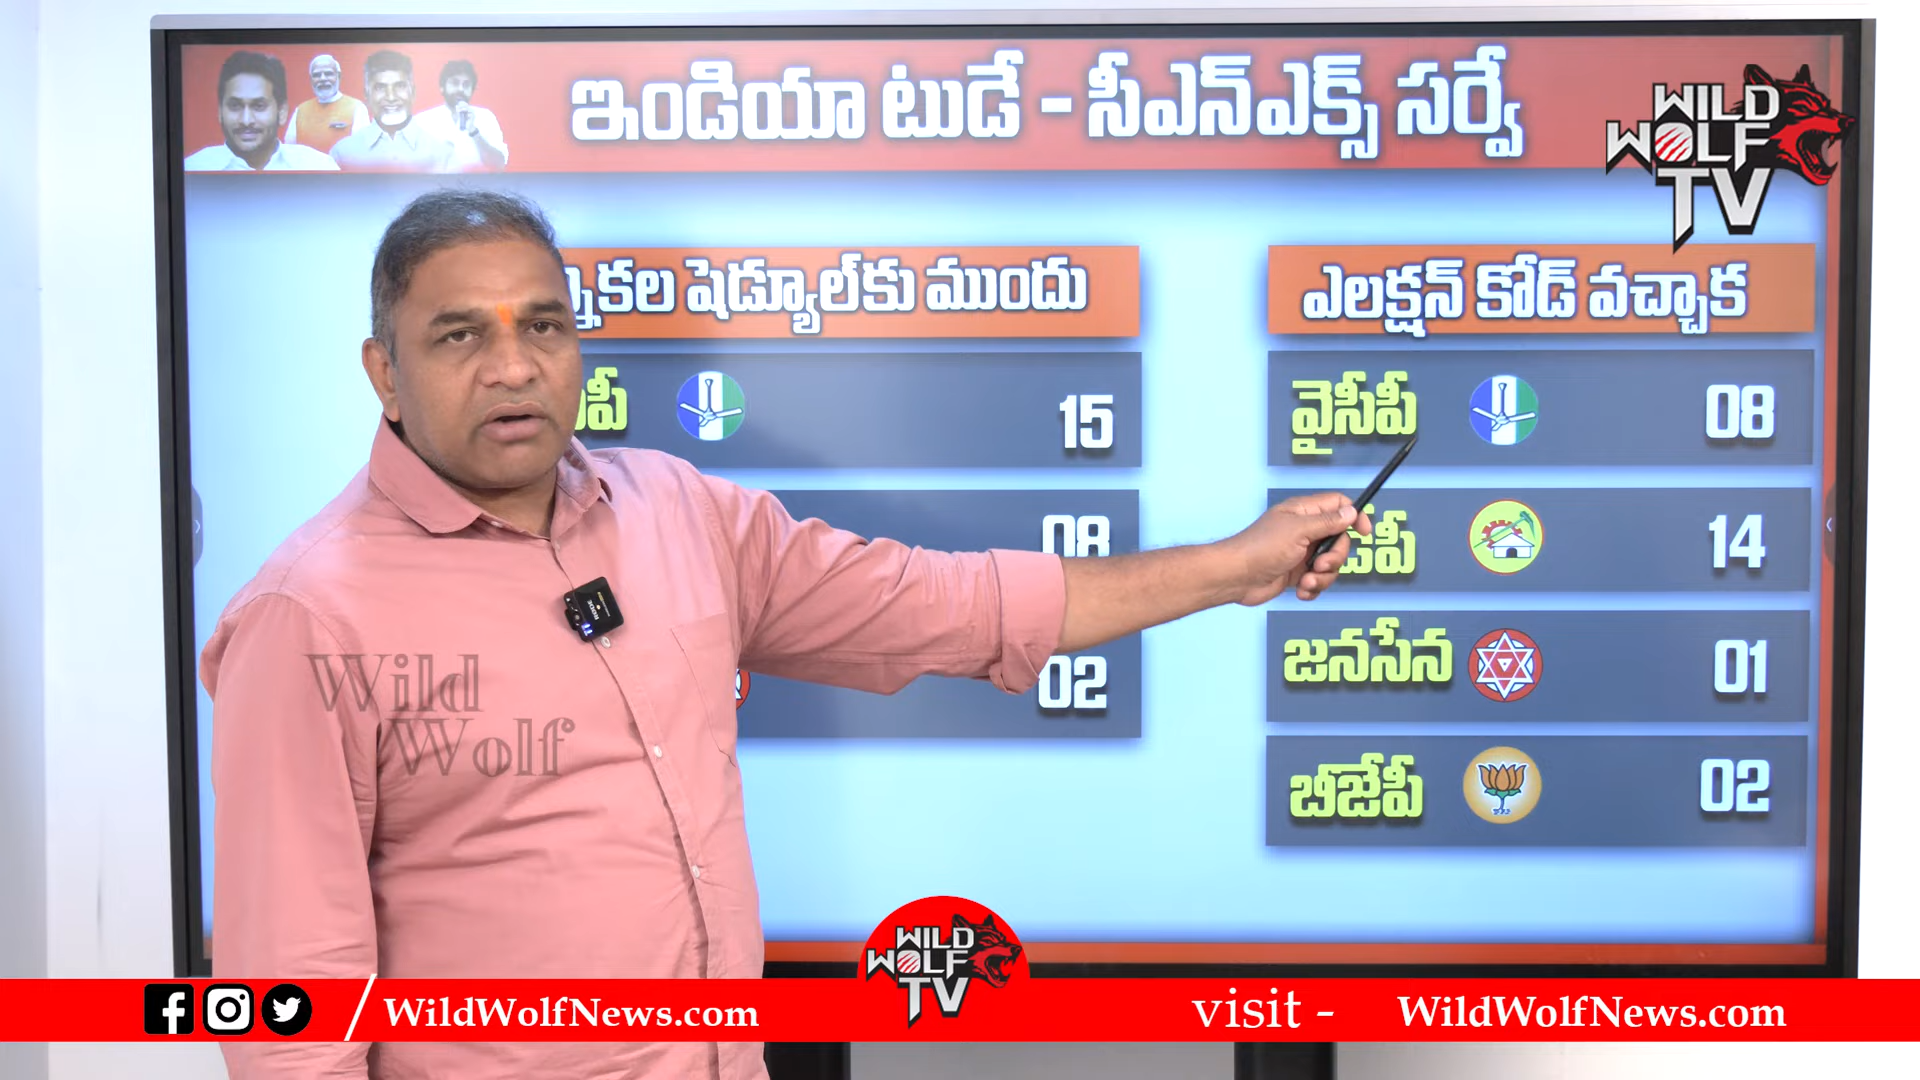 ఇండియా టుడే - సీఎన్ఎక్స్ సర్వే
WILD
WOLF
TV
షెడ్యూల్‌కు ముందు
15
08
02
ఎలక్షన్ కోడ్ వచ్చాక
వైసీపీ 08
14
జనసేన 01
బీజేపీ 02
Wild
Wolf
WILD
WOLF
TV
WildWolfNews.com
visit - WildWolfNews.com